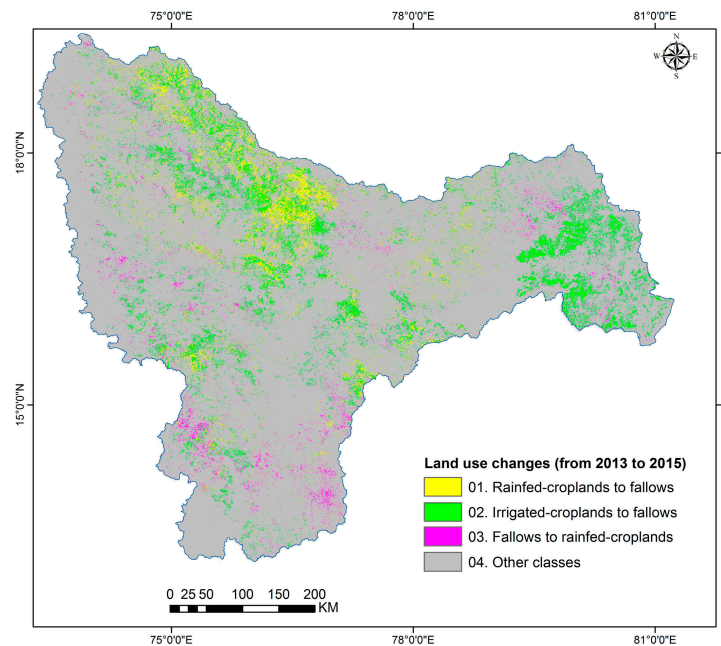 75°0'0"E 78°0'0"E 81°0'0"E
N
W E
S
18°0'0"N
15°0'0"N
Land use changes (from 2013 to 2015)
01. Rainfed-croplands to fallows
02. Irrigated-croplands to fallows
03. Fallows to rainfed-croplands
04. Other classes
0 25 50 100 150 200
KM
75°0'0"E 78°0'0"E 81°0'0"E